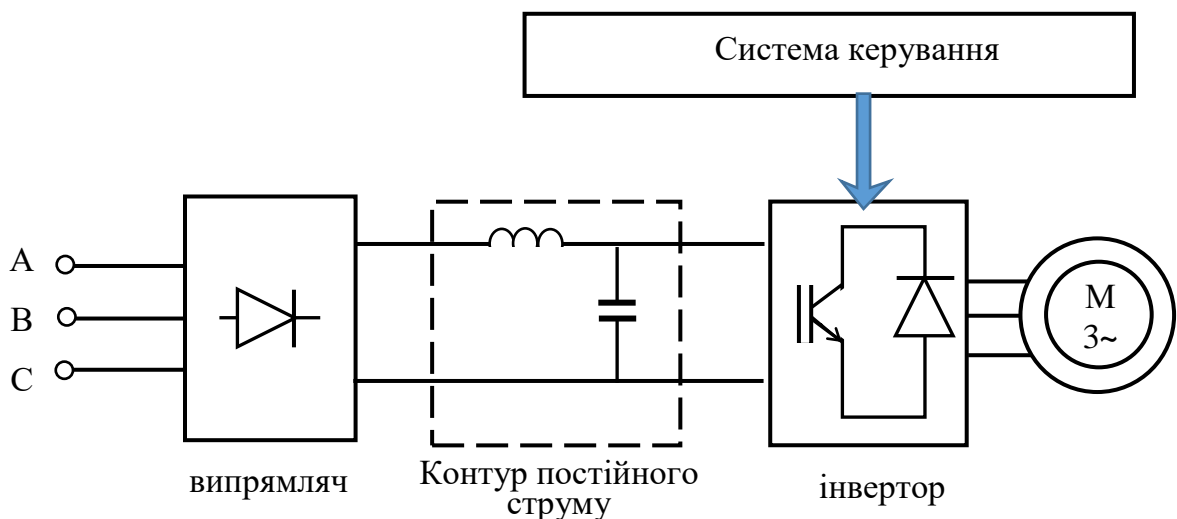 Система керування
А
В
С
М
3~
випрямляч
Контур постійного
струму
інвертор